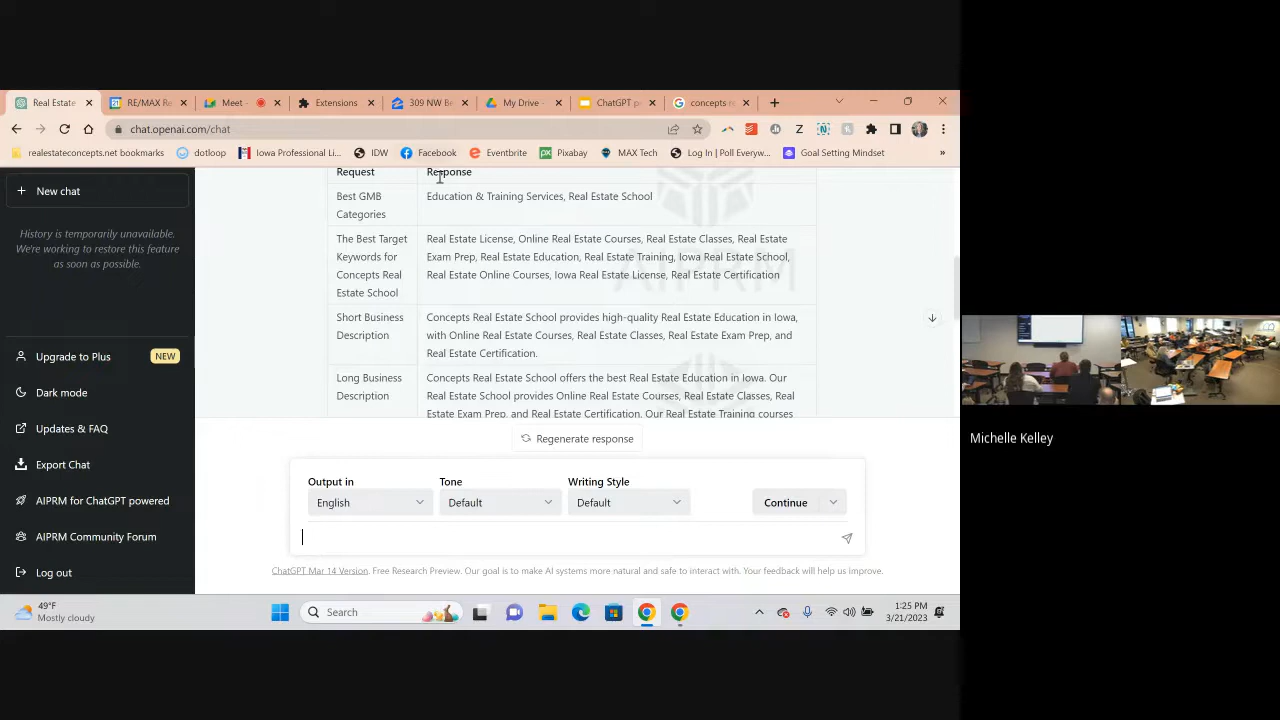 Real Estate
RE/MAX Re
Meet -
Extensions
309 NW Be
My Drive -
ChatGPT p
concepts re
chat.openai.com/chat
realestateconcepts.net bookmarks
dotloop
Iowa Professional Li...
IDW
Facebook
Eventbrite
Pixabay
MAX Tech
Log In | Poll Everyw...
Goal Setting Mindset
»
New chat
History is temporarily unavailable.
We're working to restore this feature
as soon as possible.
Upgrade to Plus
NEW
Dark mode
Updates & FAQ
Export Chat
AIPRM for ChatGPT powered
AIPRM Community Forum
Log out
Request
Response
Best GMB
Categories
Education & Training Services, Real Estate School
The Best Target
Keywords for
Concepts Real
Estate School
Real Estate License, Online Real Estate Courses, Real Estate Classes, Real Estate
Exam Prep, Real Estate Education, Real Estate Training, Iowa Real Estate School,
Real Estate Online Courses, Iowa Real Estate License, Real Estate Certification
AIPRM
Short Business
Description
Concepts Real Estate School provides high-quality Real Estate Education in Iowa,
with Online Real Estate Courses, Real Estate Classes, Real Estate Exam Prep, and
Real Estate Certification.
Long Business
Description
Concepts Real Estate School offers the best Real Estate Education in Iowa. Our
Real Estate School provides Online Real Estate Courses, Real Estate Classes, Real
Estate Exam Prep, and Real Estate Certification. Our Real Estate Training courses
Regenerate response
Output in
Tone
Writing Style
English
Default
Default
Continue
ChatGPT Mar 14 Version. Free Research Preview. Our goal is to make AI systems more natural and safe to interact with. Your feedback will help us improve.
49°F
Mostly cloudy
Search
1:25 PM
3/21/2023
Michelle Kelley